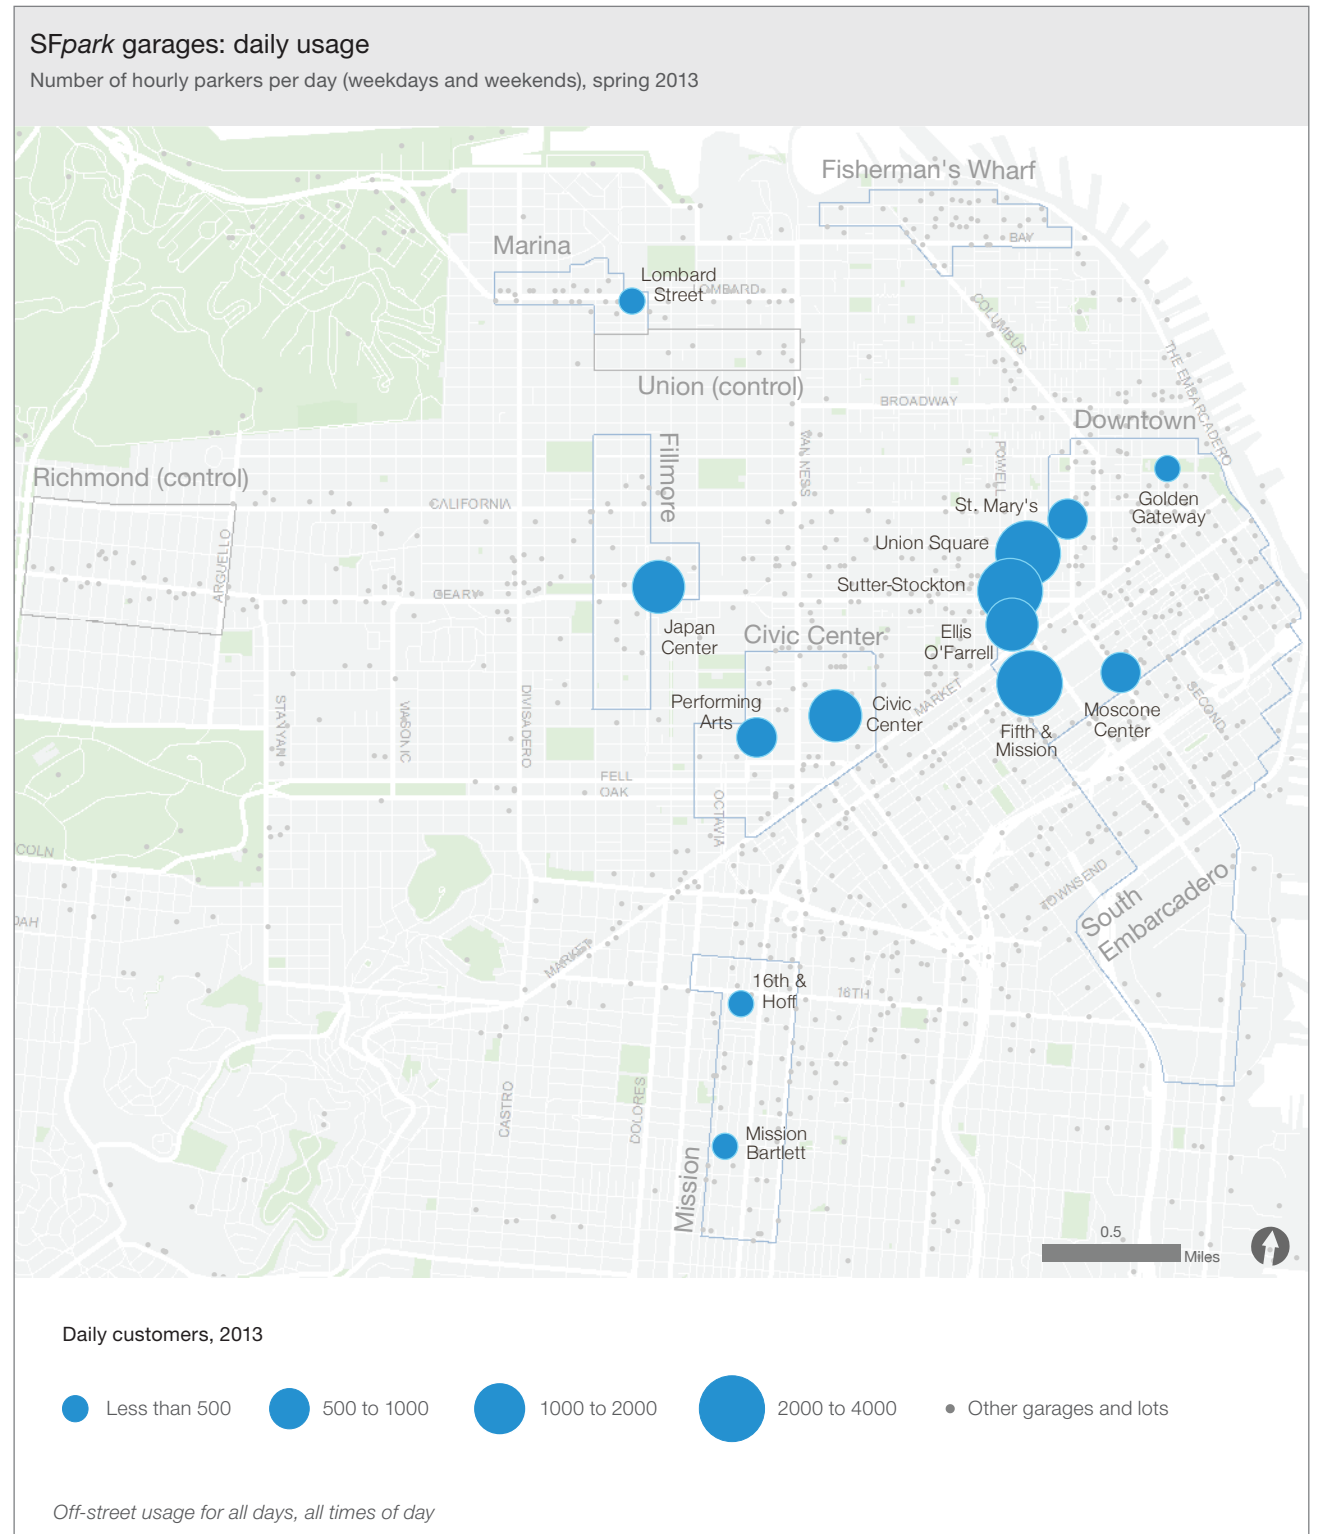 SFpark garages: daily usage
Number of hourly parkers per day (weekdays and weekends), spring 2013
Fisherman's Wharf
BAY
Marina
Lombard
Street
LOMBARD
COLUMBUS
THE EMBARCADERO
Union (control)
BROADWAY
Downtown
Richmond (control)
Fillmore
VAN NESS
POWELL
CALIFORNIA
Golden
Gateway
St. Mary's
Union Square
ARGUELLO
GEARY
Sutter-Stockton
Japan
Center
Civic Center
Ellis
O'Farrell
STANYAN
MASONIC
DIVISADERO
Performing
Arts
Civic
Center
MARKET
Fifth &
Mission
Moscone
Center
SECOND
FELL
OAK
OCTAVIA
COLN
TOWNSEND
South
Embarcadero
DAH
MARKET
16th &
Hoff
16TH
CASTRO
DOLORES
Mission
Mission
Bartlett
0.5
Miles
Daily customers, 2013
Less than 500
500 to 1000
1000 to 2000
2000 to 4000
Other garages and lots
Off-street usage for all days, all times of day